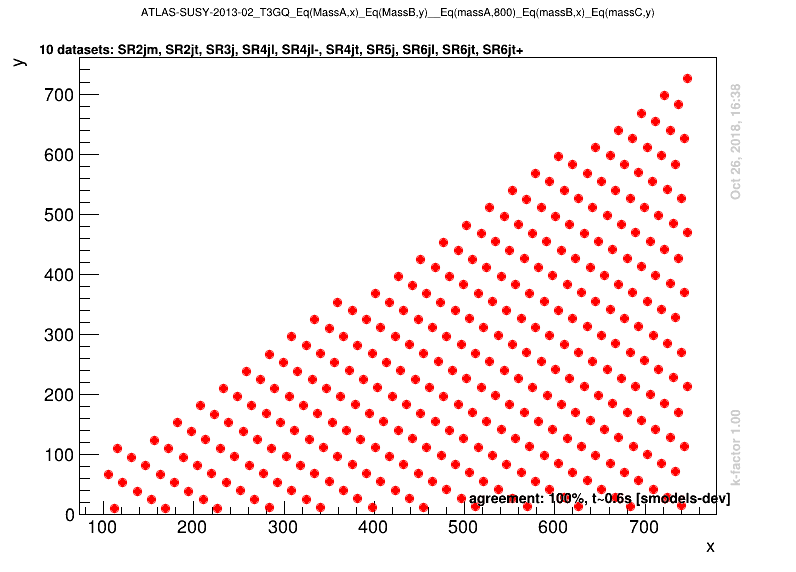 ATLAS-SUSY-2013-02_T3GQ_Eq(MassA,x)_Eq(MassB,y)__Eq(massA,800)_Eq(massB,x)_Eq(massC,y)
10 datasets: SR2jm, SR2jt, SR3j, SR4jl, SR4jl-, SR4jt, SR5j, SR6jl, SR6jt, SR6jt+
y
700
600
500
400
300
200
100
0
100 200 300 400 500 600 700
x
agreement: 100%, t~0.6s [smodels-dev]
Oct 26, 2018, 16:38
k-factor 1.00